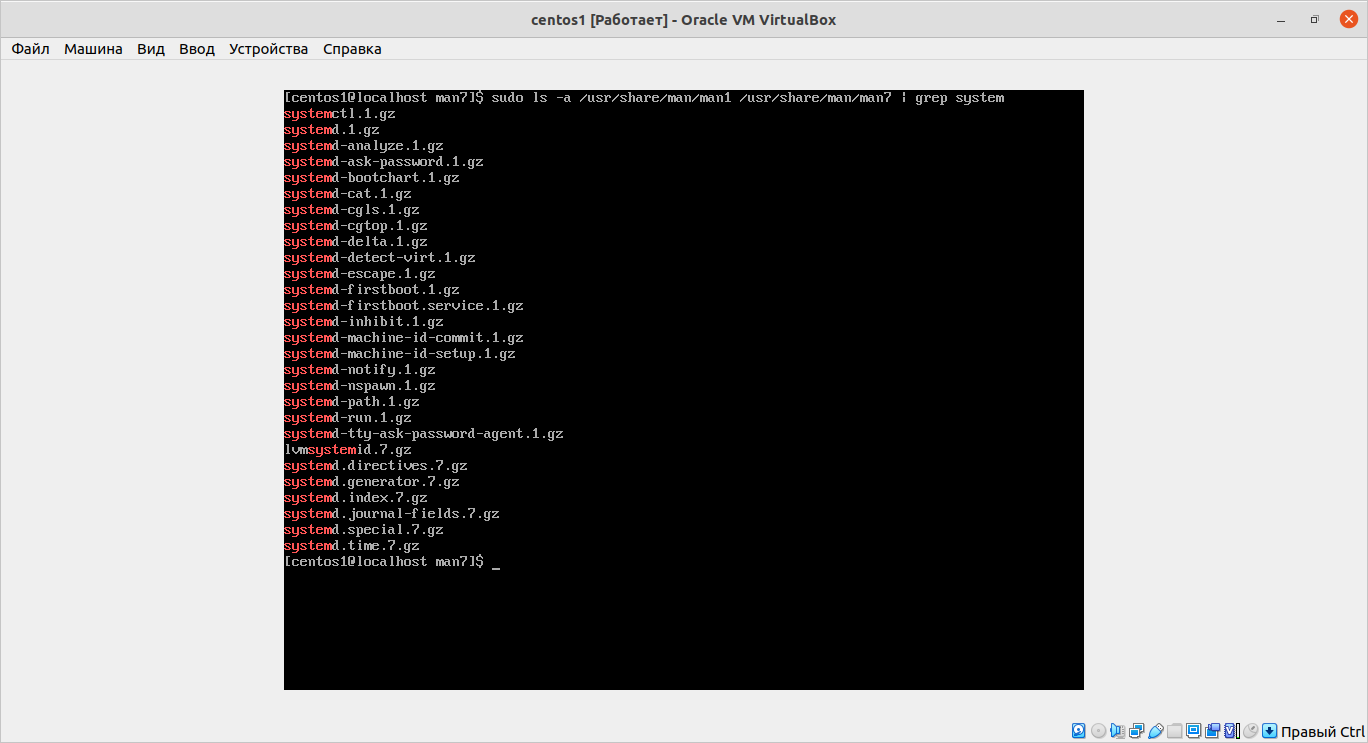 centos1 [Работает] - Oracle VM VirtualBox
Файл Машина Вид Ввод Устройства Справка
[centos1@localhost man7]$ sudo ls -a /usr/share/man/man1 /usr/share/man/man7 | grep system
systemctl.1.gz
systemd.1.gz
systemd-analyze.1.gz
systemd-ask-password.1.gz
systemd-bootchart.1.gz
systemd-cat.1.gz
systemd-cgls.1.gz
systemd-cgtop.1.gz
systemd-delta.1.gz
systemd-detect-virt.1.gz
systemd-escape.1.gz
systemd-firstboot.1.gz
systemd-firstboot.service.1.gz
systemd-inhibit.1.gz
systemd-machine-id-commit.1.gz
systemd-machine-id-setup.1.gz
systemd-notify.1.gz
systemd-nspawn.1.gz
systemd-path.1.gz
systemd-run.1.gz
systemd-tty-ask-password-agent.1.gz
lvmsystemid.7.gz
systemd.directives.7.gz
systemd.generator.7.gz
systemd.index.7.gz
systemd.journal-fields.7.gz
systemd.special.7.gz
systemd.time.7.gz
[centos1@localhost man7]$ _
Правый Ctrl